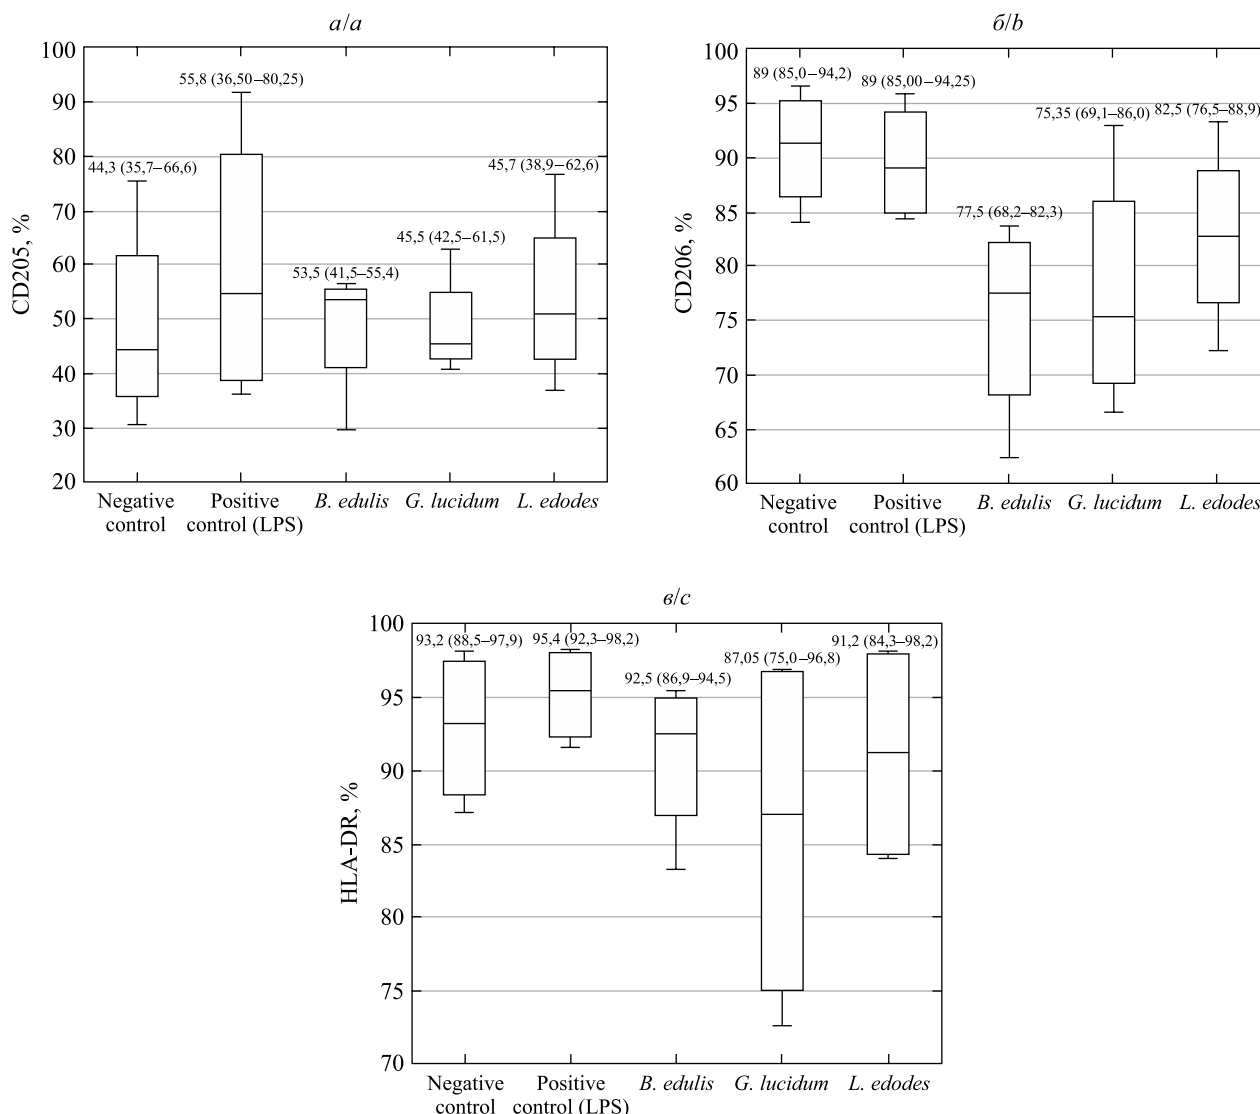 а/a
CD205, %
100
90
80
70
60
50
40
30
20
55,8 (36,50–80,25)
44,3 (35,7–66,6)
53,5 (41,5–55,4)
45,5 (42,5–61,5)
45,7 (38,9–62,6)
Negative
control
Positive
control (LPS)
B. edulis
G. lucidum
L. edodes
б/b
CD206, %
100
95
90
85
80
75
70
65
60
89 (85,0–94,2)
89 (85,00–94,25)
77,5 (68,2–82,3)
75,35 (69,1–86,0)
82,5 (76,5–88,9)
Negative
control
Positive
control (LPS)
B. edulis
G. lucidum
L. edodes
в/c
HLA-DR, %
100
95
90
85
80
75
70
93,2 (88,5–97,9)
95,4 (92,3–98,2)
92,5 (86,9–94,5)
87,05 (75,0–96,8)
91,2 (84,3–98,2)
Negative
control
Positive
control (LPS)
B. edulis
G. lucidum
L. edodes